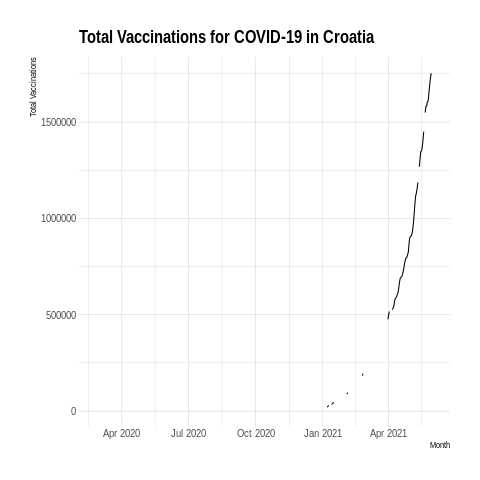 Total Vaccinations for COVID-19 in Croatia
Total Vaccinations
1500000
1000000
500000
0
Apr 2020 Jul 2020 Oct 2020 Jan 2021 Apr 2021
Month